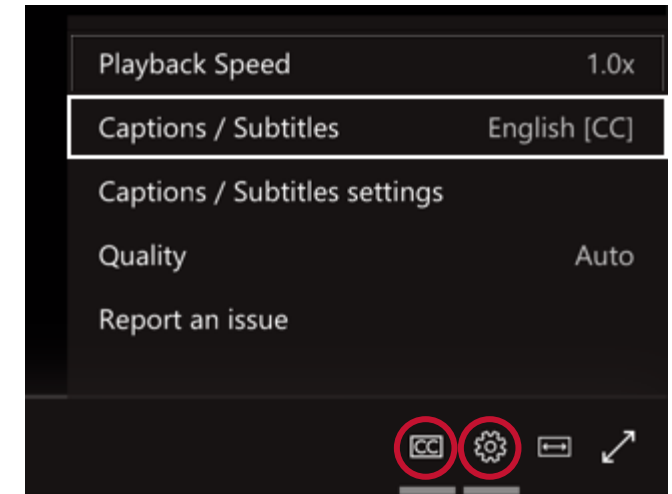 Playback Speed 1.0x
Captions / Subtitles English [CC]
Captions / Subtitles settings
Quality Auto
Report an issue
CC